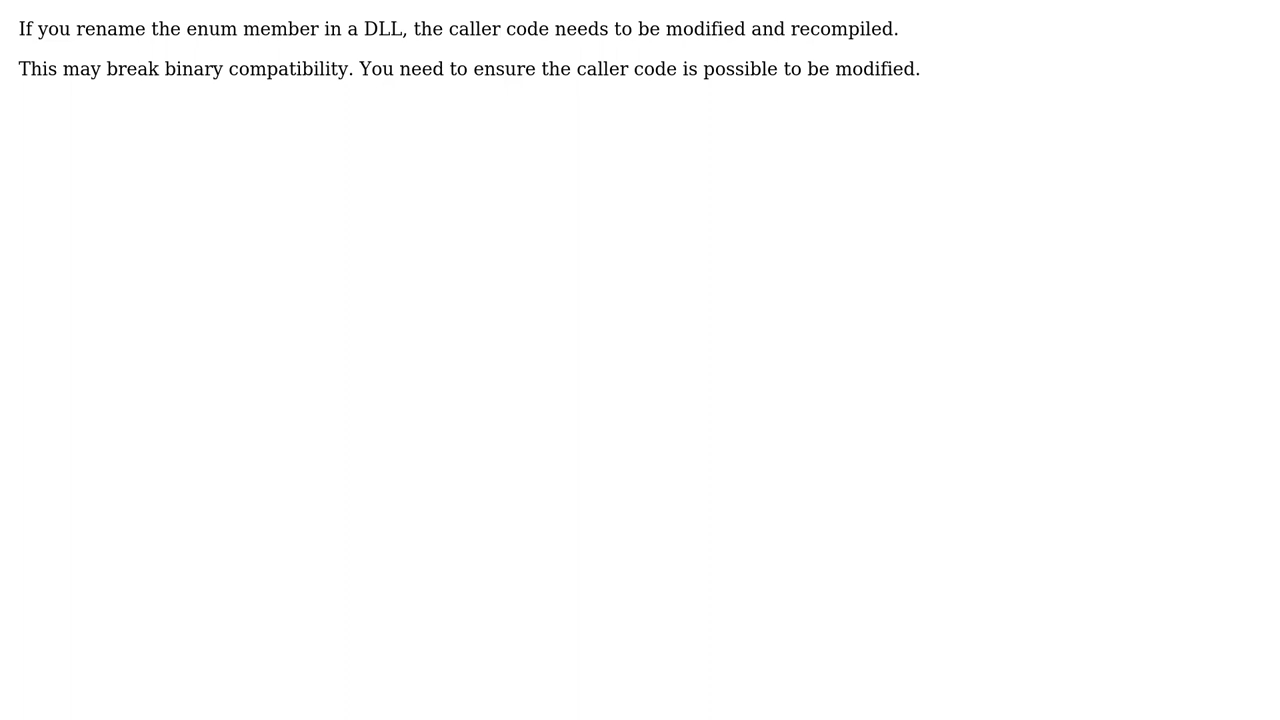 If you rename the enum member in a DLL, the caller code needs to be modified and recompiled.
This may break binary compatibility. You need to ensure the caller code is possible to be modified.